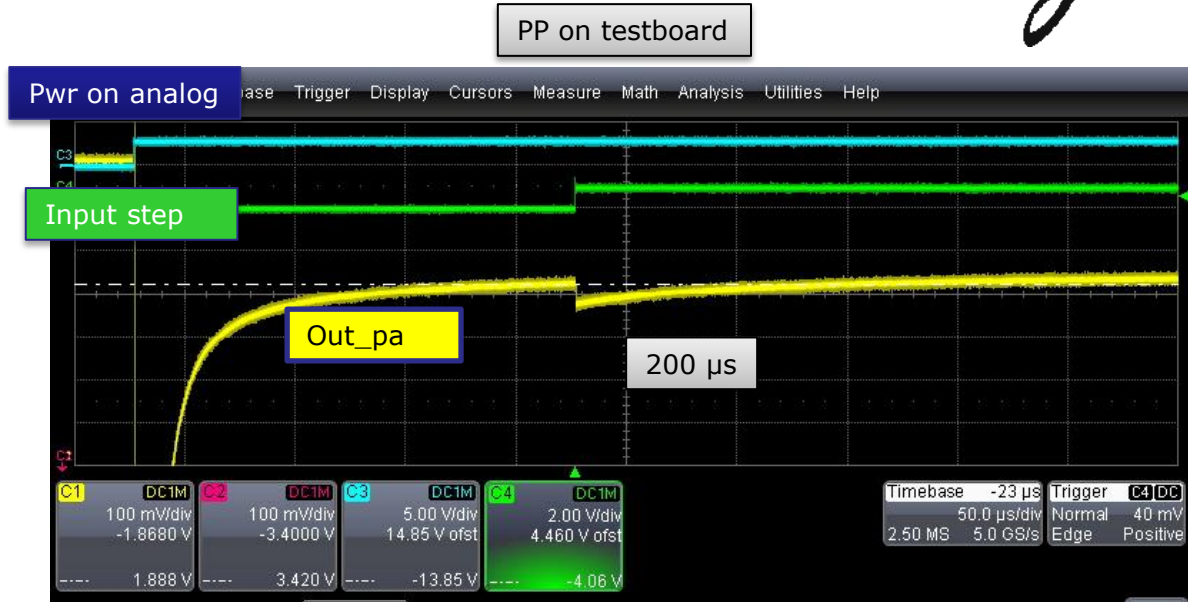 PP on testboard
Pwr on analog
ase Trigger Display Cursors Measure Math Analysis Utilities Help
C3
C4
Input step
Out_pa
200 µs
C1 DC1M C2 DC1M C3 DC1M C4 DC1M
100 mV/div 100 mV/div 5.00 V/div 2.00 V/div
-1.8680 V -3.4000 V 14.85 V ofst 4.460 V ofst
1.888 V 3.420 V -13.85 V -4.06 V
Timebase -23 µs Trigger C4 DC
50.0 µs/div Normal 40 mV
2.50 MS 5.0 GS/s Edge Positive